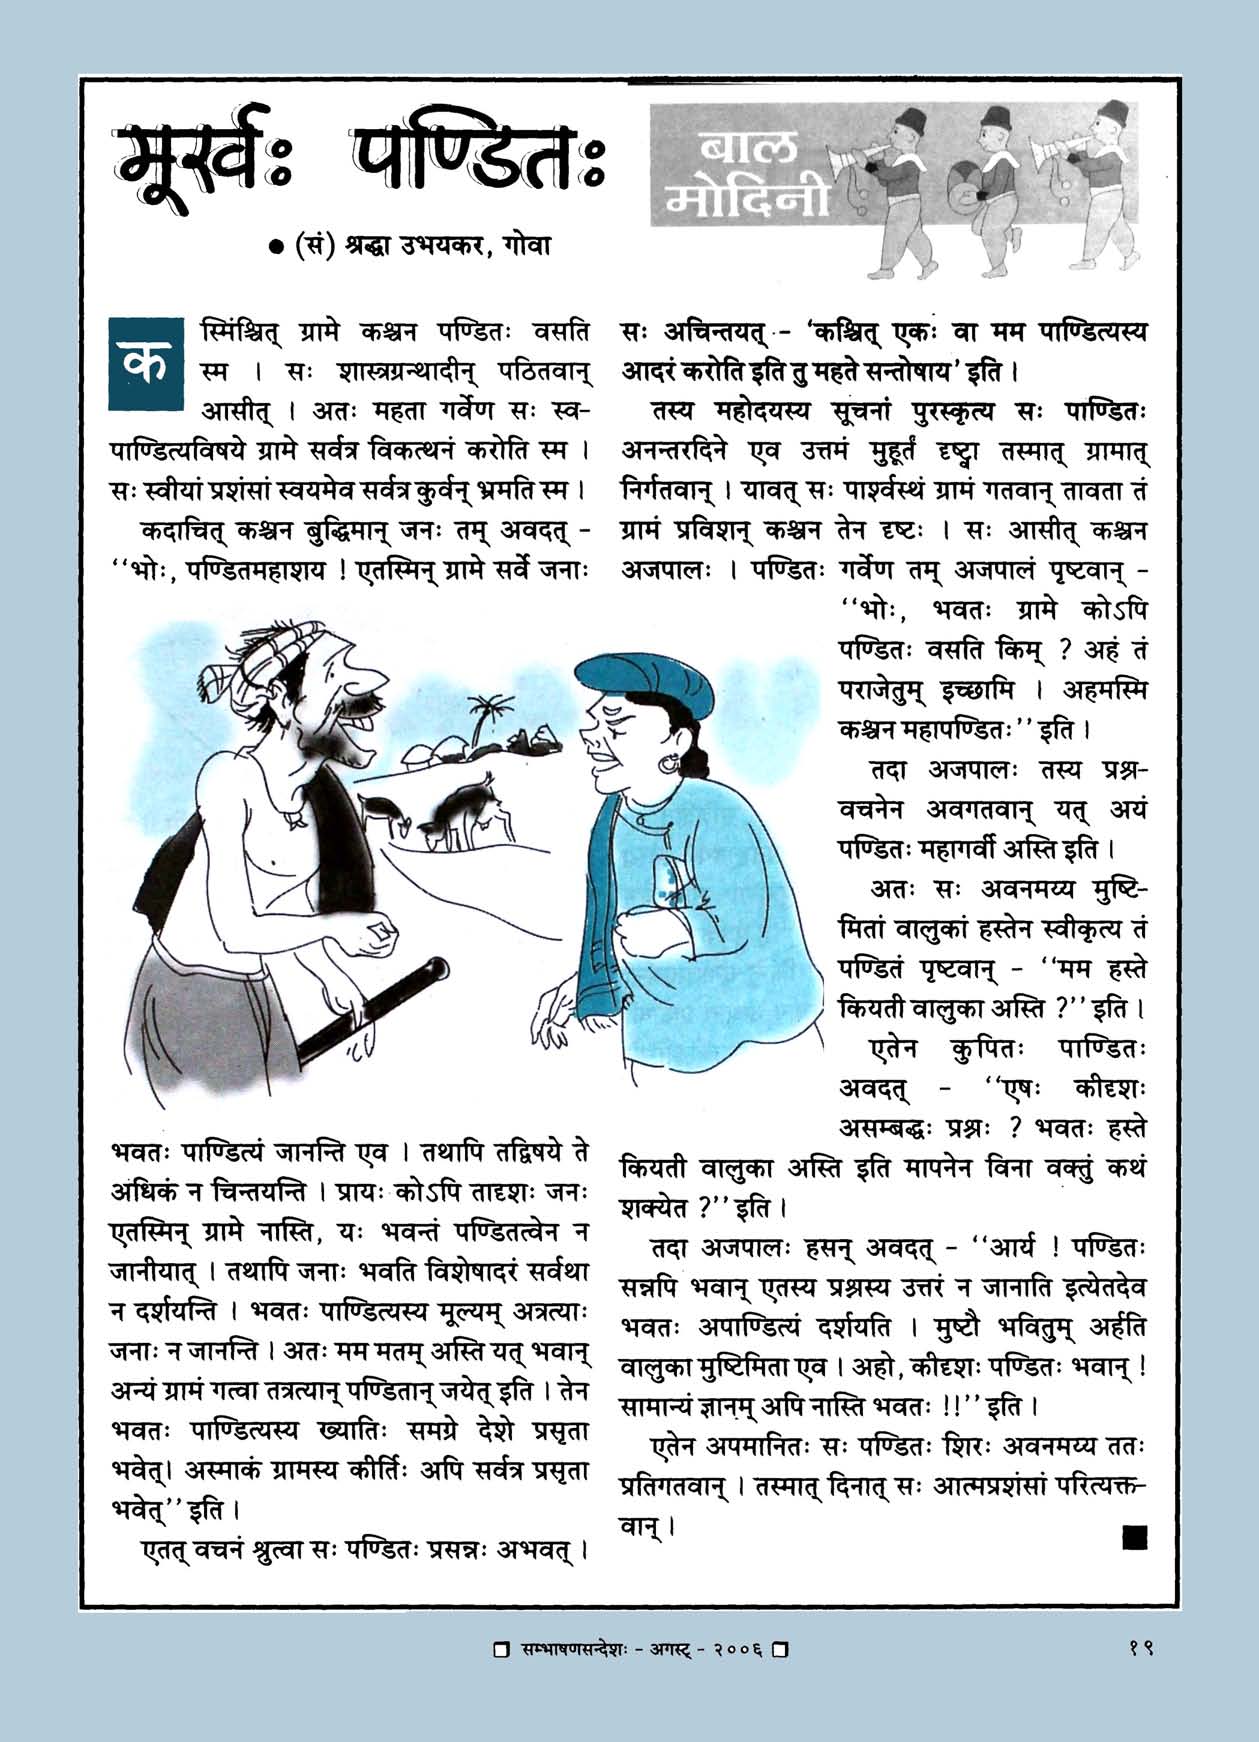 मूर्खः पण्डितः
बाल
मोदिनी
● (सं) श्रद्धा उभयकर, गोवा
कस्मिंश्चित् ग्रामे कश्चन पण्डितः वसति
स्म । सः शास्त्रग्रन्थादीन् पठितवान्
आसीत् । अतः महता गर्वेण सः स्व-
पाण्डित्यविषये ग्रामे सर्वत्र विकत्थनं करोति स्म ।
सः स्वीयां प्रशंसां स्वयमेव सर्वत्र कुर्वन् भ्रमति स्म ।
कदाचित् कश्चन बुद्धिमान् जनः तम् अवदत् -
‘‘भोः, पण्डितमहाशय ! एतस्मिन् ग्रामे सर्वे जनाः
भवतः पाण्डित्यं जानन्ति एव । तथापि तद्विषये ते
अधिकं न चिन्तयन्ति । प्रायः कोऽपि तादृशः जनः
एतस्मिन् ग्रामे नास्ति, यः भवन्तं पण्डितत्वेन न
जानीयात् । तथापि जनाः भवति विशेषादरं सर्वथा
न दर्शयन्ति । भवतः पाण्डित्यस्य मूल्यम् अत्रत्याः
जनाः न जानन्ति । अतः मम मतम् अस्ति यत् भवान्
अन्यं ग्रामं गत्वा तत्रत्यान् पण्डितान् जयेत् इति । तेन
भवतः पाण्डित्यस्य ख्यातिः समग्रे देशे प्रसृता
भवेत्। अस्माकं ग्रामस्य कीर्तिः अपि सर्वत्र प्रसृता
भवेत्’’ इति ।
एतत् वचनं श्रुत्वा सः पण्डितः प्रसन्नः अभवत् ।
सः अचिन्तयत् - ‘कश्चित् एकः वा मम पाण्डित्यस्य
आदरं करोति इति तु महते सन्तोषाय’ इति ।
तस्य महोदयस्य सूचनां पुरस्कृत्य सः पाण्डितः
अनन्तरदिने एव उत्तमं मुहूर्तं दृष्ट्वा तस्मात् ग्रामात्
निर्गतवान् । यावत् सः पार्श्वस्थं ग्रामं गतवान् तावता तं
ग्रामं प्रविशन् कश्चन तेन दृष्टः । सः आसीत् कश्चन
अजपालः । पण्डितः गर्वेण तम् अजपालं पृष्टवान् -
‘‘भोः, भवतः ग्रामे कोऽपि
पण्डितः वसति किम् ? अहं तं
पराजेतुम् इच्छामि । अहमस्मि
कश्चन महापण्डितः’’ इति ।
तदा अजपालः तस्य प्रश्न-
वचनेन अवगतवान् यत् अयं
पण्डितः महागर्वी अस्ति इति ।
अतः सः अवनमय्य मुष्टि-
मितां वालुकां हस्तेन स्वीकृत्य तं
पण्डितं पृष्टवान् - ‘‘मम हस्ते
कियती वालुका अस्ति ?’’ इति ।
एतेन कुपितः पाण्डितः
अवदत् - ‘‘एषः कीदृशः
असम्बद्धः प्रश्नः ? भवतः हस्ते
कियती वालुका अस्ति इति मापनेन विना वक्तुं कथं
शक्येत ?’’ इति ।
तदा अजपालः हसन् अवदत् - ‘‘आर्य ! पण्डितः
सन्नपि भवान् एतस्य प्रश्नस्य उत्तरं न जानाति इत्येतदेव
भवतः अपाण्डित्यं दर्शयति । मुष्टौ भवितुम् अर्हति
वालुका मुष्टिमिता एव । अहो, कीदृशः पण्डितः भवान् !
सामान्यं ज्ञानम् अपि नास्ति भवतः !!’’ इति ।
एतेन अपमानितः सः पण्डितः शिरः अवनमय्य ततः
प्रतिगतवान् । तस्मात् दिनात् सः आत्मप्रशंसां परित्यक्त-
वान् ।
सम्भाषणसन्देशः - अगस्ट् - २००६
१९